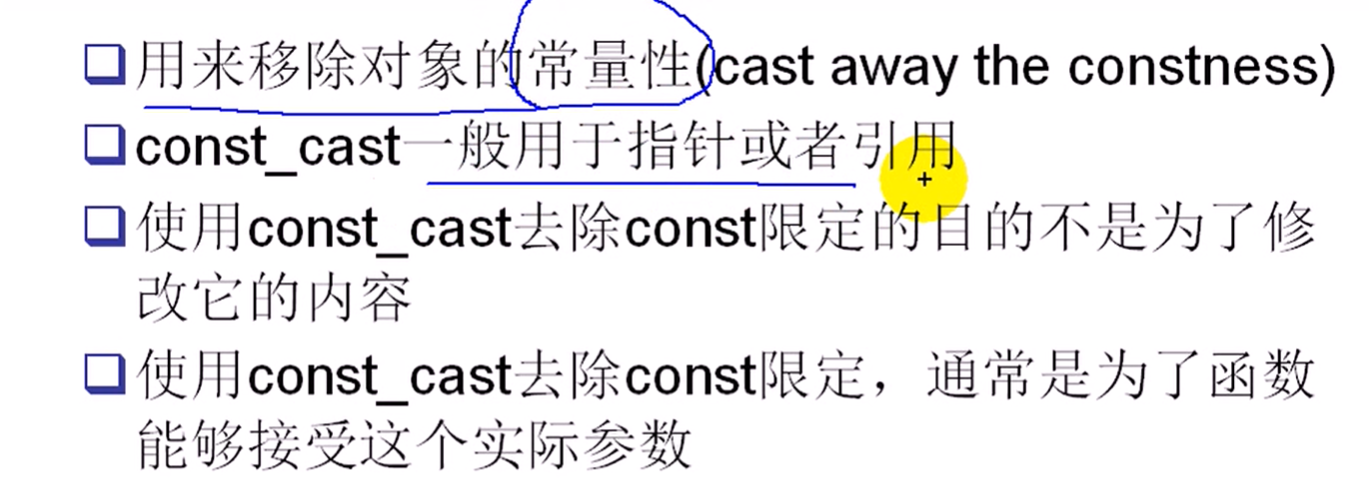 用来移除对象的常量性(cast away the constness)
const_cast一般用于指针或者引用
使用const_cast去除const限定的目的不是为了修
改它的内容
使用const_cast去除const限定，通常是为了函数
能够接受这个实际参数